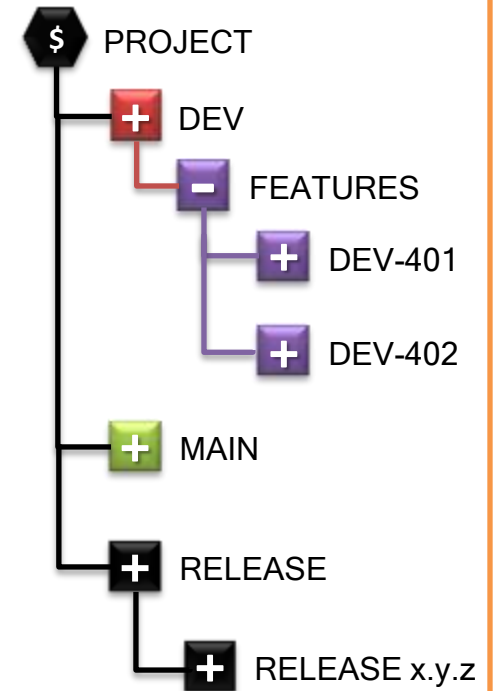 $ PROJECT
+ DEV
- FEATURES
+ DEV-401
+ DEV-402
+ MAIN
+ RELEASE
+ RELEASE x.y.z